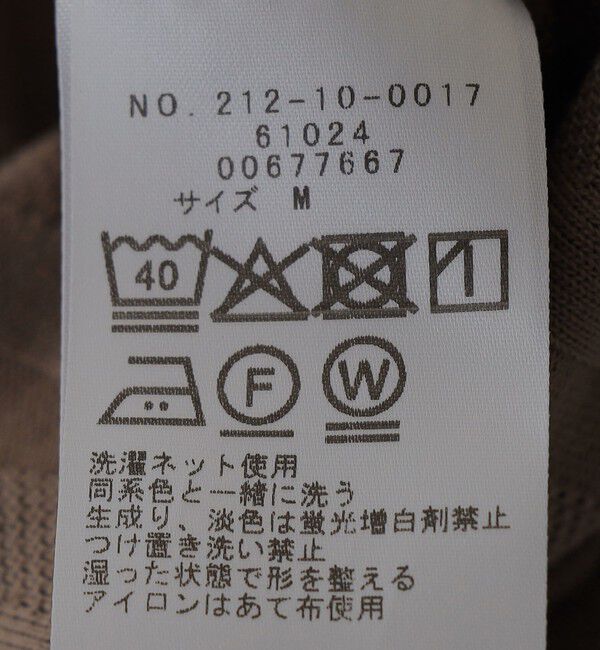 NO. 212-10-0017
61024
00677667
サイズ M
40
F W
洗濯ネット使用
同系色と一緒に洗う
生成り、淡色は蛍光増白剤禁止
つけ置き洗い禁止
湿った状態で形を整える
アイロンはあて布使用